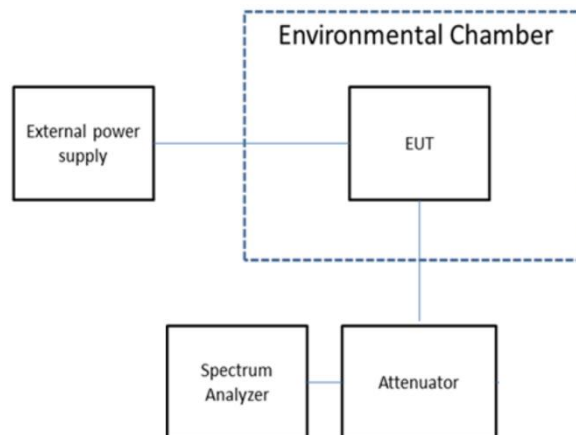 Environmental Chamber
External power
supply
EUT
Spectrum
Analyzer
Attenuator